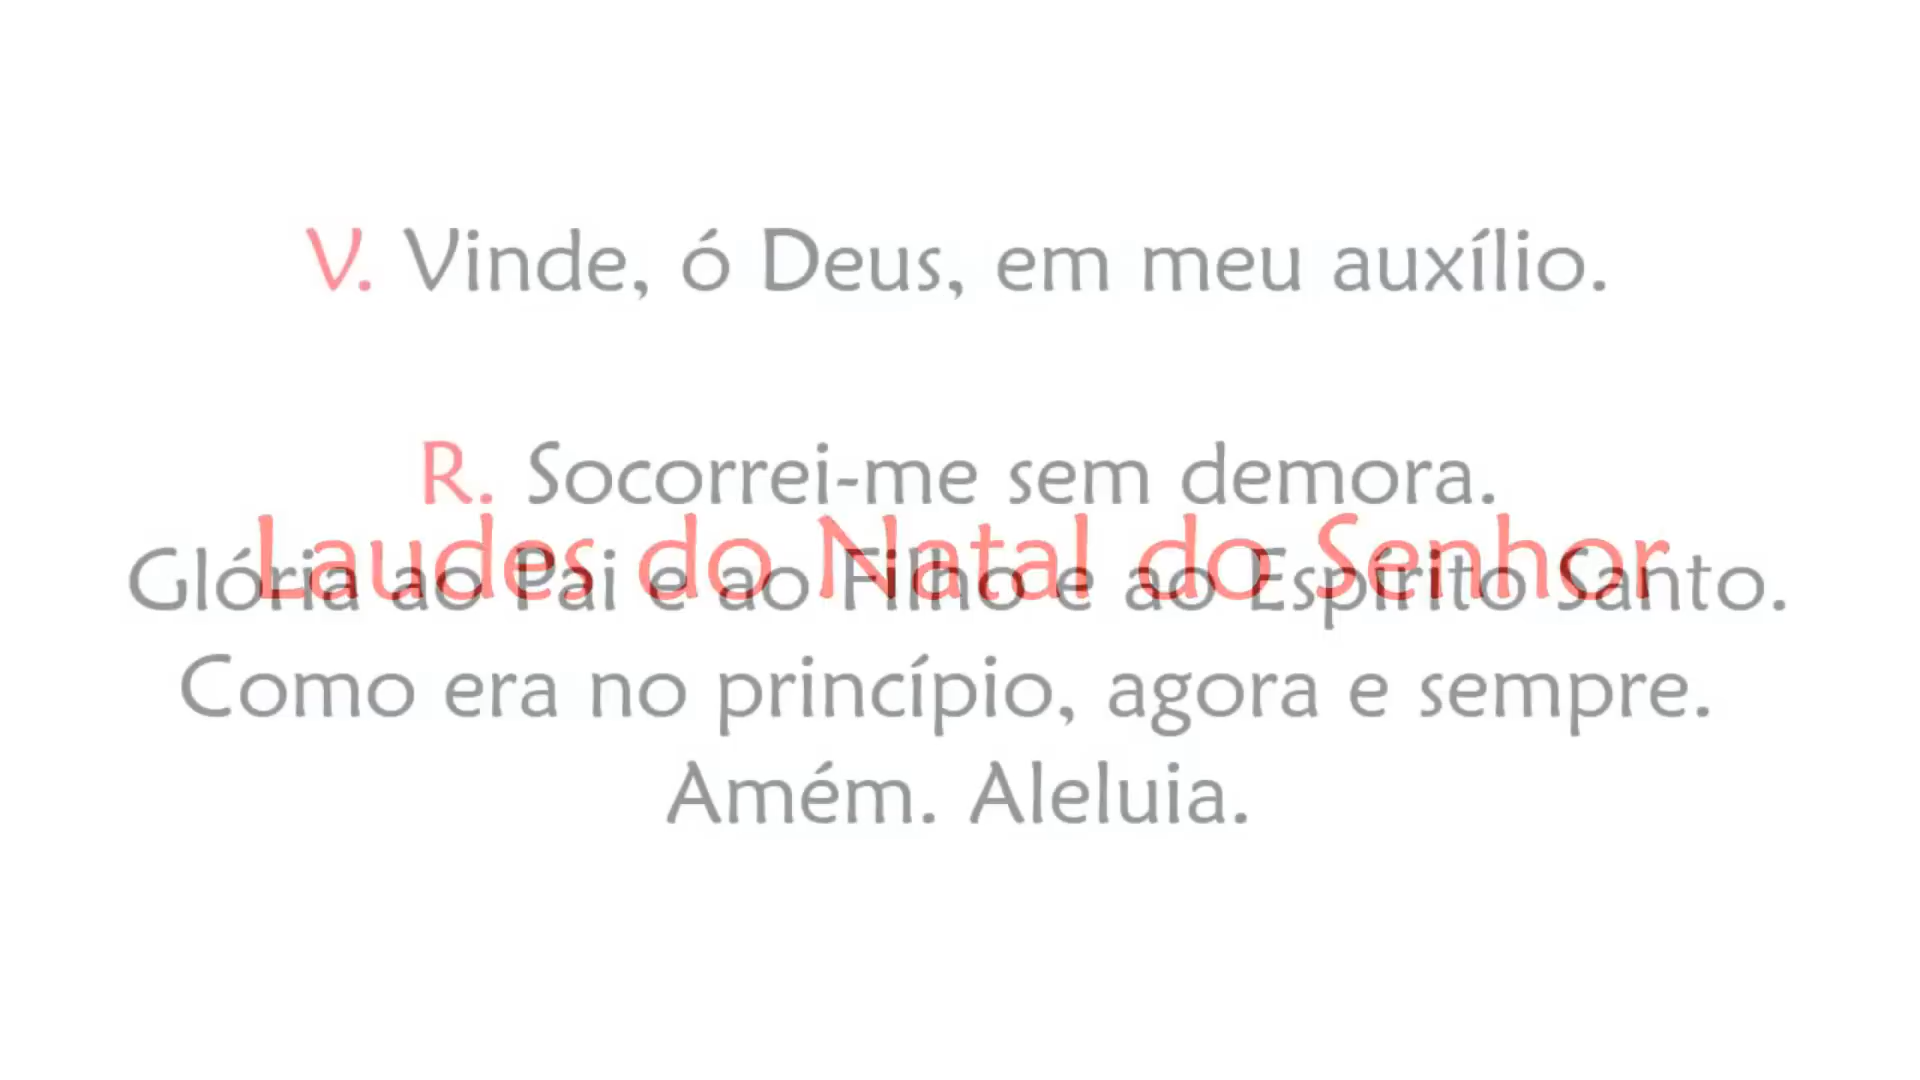 V. Vinde, ó Deus, em meu auxílio.
R. Socorrei-me sem demora.
Laudes do Natal do Senhor
Glória ao Pai e ao Filho e ao Espírito Santo.
Como era no princípio, agora e sempre.
Amém. Aleluia.